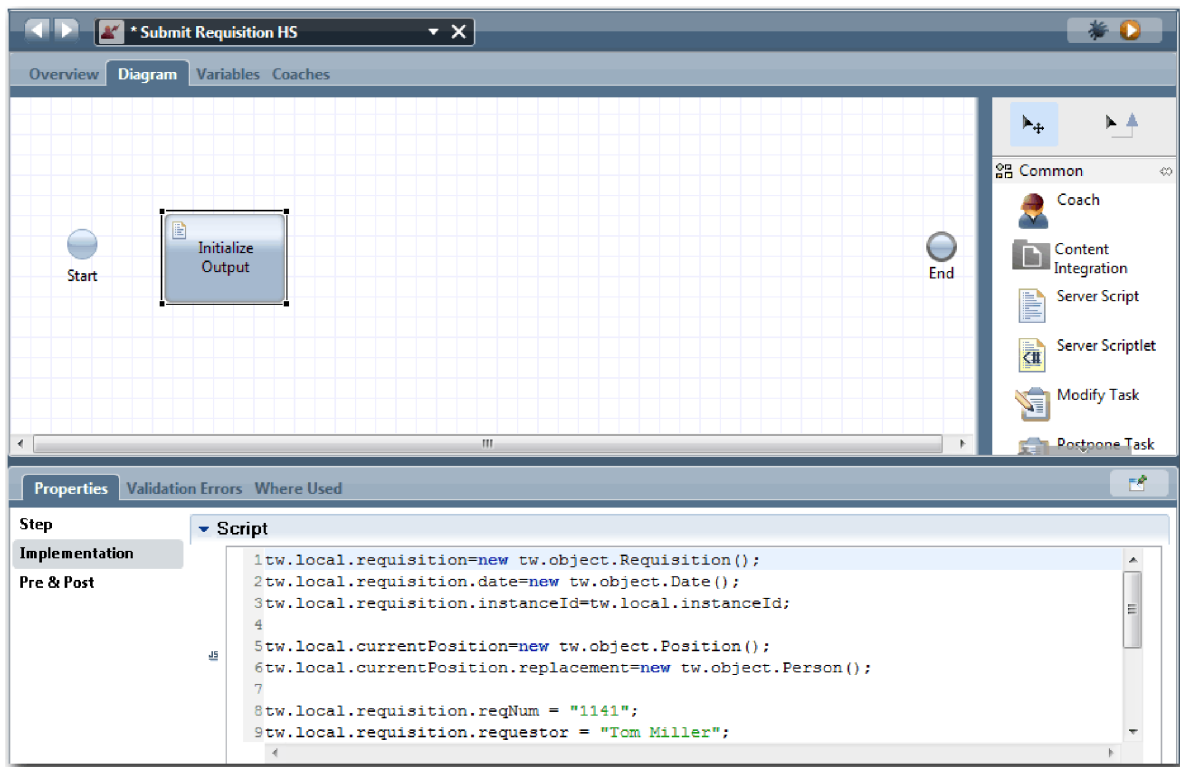 * Submit Requisition HS
Overview Diagram Variables Coaches
Start
Initialize
Output
End
Common
Coach
Content
Integration
Server Script
Server Scriptlet
Modify Task
Postpone Task
Properties Validation Errors Where Used
Step
Implementation
Pre & Post
Script
1tw.local.requisition=new tw.object.Requisition();
2tw.local.requisition.date=new tw.object.Date();
3tw.local.requisition.instanceId=tw.local.instanceId;
4
5tw.local.currentPosition=new tw.object.Position();
6tw.local.currentPosition.replacement=new tw.object.Person();
7
8tw.local.requisition.reqNum = "1141";
9tw.local.requisition.requestor = "Tom Miller";